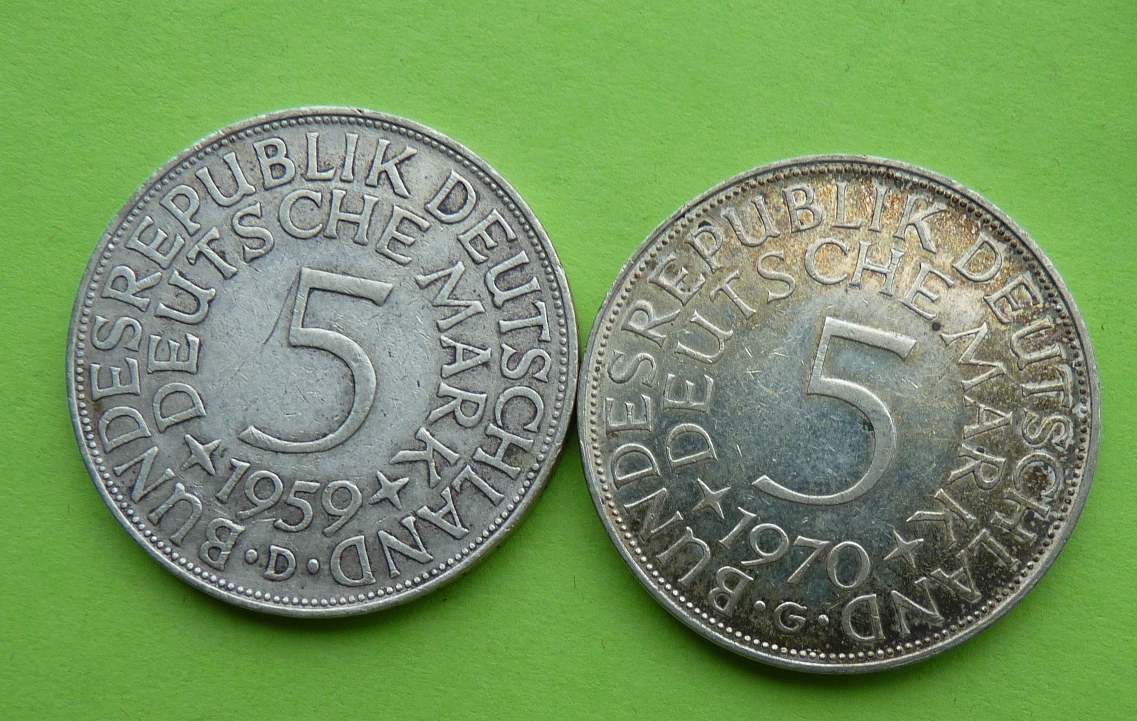 BUNDESREPUBLIK DEUTSCHLAND
DEUTSCHE MARK
5
1959
· D ·
BUNDESREPUBLIK DEUTSCHLAND
DEUTSCHE MARK
5
1970
· G ·